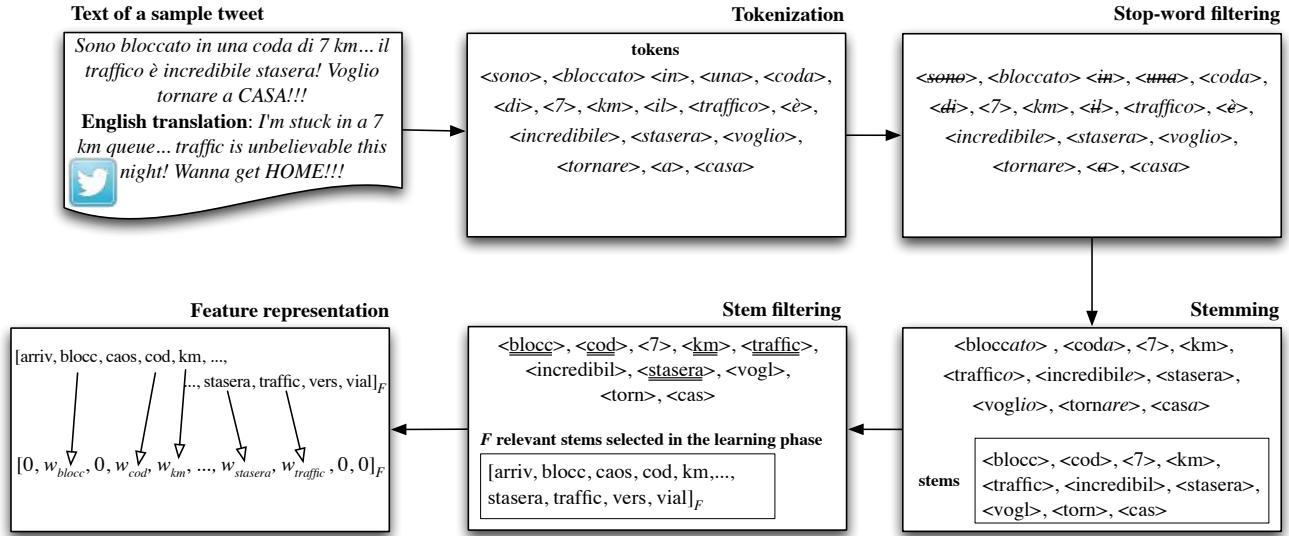 Text of a sample tweet
Sono bloccato in una coda di 7 km... il
traffico è incredibile stasera! Voglio
tornare a CASA!!!
English translation: I'm stuck in a 7
km queue... traffic is unbelievable this
night! Wanna get HOME!!!
Tokenization
tokens
<sono>, <bloccato> <in>, <una>, <coda>,
<di>, <7>, <km>, <il>, <traffico>, <è>,
<incredibile>, <stasera>, <voglio>,
<tornare>, <a>, <casa>
Stop-word filtering
<sono>, <bloccato> <in>, <una>, <coda>,
<di>, <7>, <km>, <il>, <traffico>, <è>,
<incredibile>, <stasera>, <voglio>,
<tornare>, <a>, <casa>
Stemming
<bloccato> , <coda>, <7>, <km>,
<traffico>, <incredibile>, <stasera>,
<voglio>, <tornare>, <casa>
stems
<blocc>, <cod>, <7>, <km>,
<traffic>, <incredibil>, <stasera>,
<vogl>, <torn>, <cas>
Stem filtering
<blocc>, <cod>, <7>, <km>, <traffic>,
<incredibil>, <stasera>, <vogl>,
<torn>, <cas>
F relevant stems selected in the learning phase
[arriv, blocc, caos, cod, km,...,
stasera, traffic, vers, vial]F
Feature representation
[arriv, blocc, caos, cod, km, ...,
..., stasera, traffic, vers, vial]F
[0, wblocc, 0, wcod, wkm, ..., wstasera, wtraffic , 0, 0]F